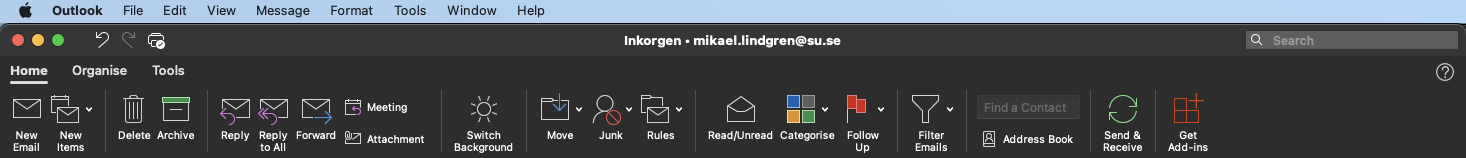 Outlook File Edit View Message Format Tools Window Help
Inkorgen • mikael.lindgren@su.se
Search
Home Organise Tools
New Email
New Items
Delete
Archive
Reply
Reply to All
Forward
Meeting
Attachment
Switch Background
Move
Junk
Rules
Read/Unread
Categorise
Follow Up
Filter Emails
Find a Contact
Address Book
Send & Receive
Get Add-ins